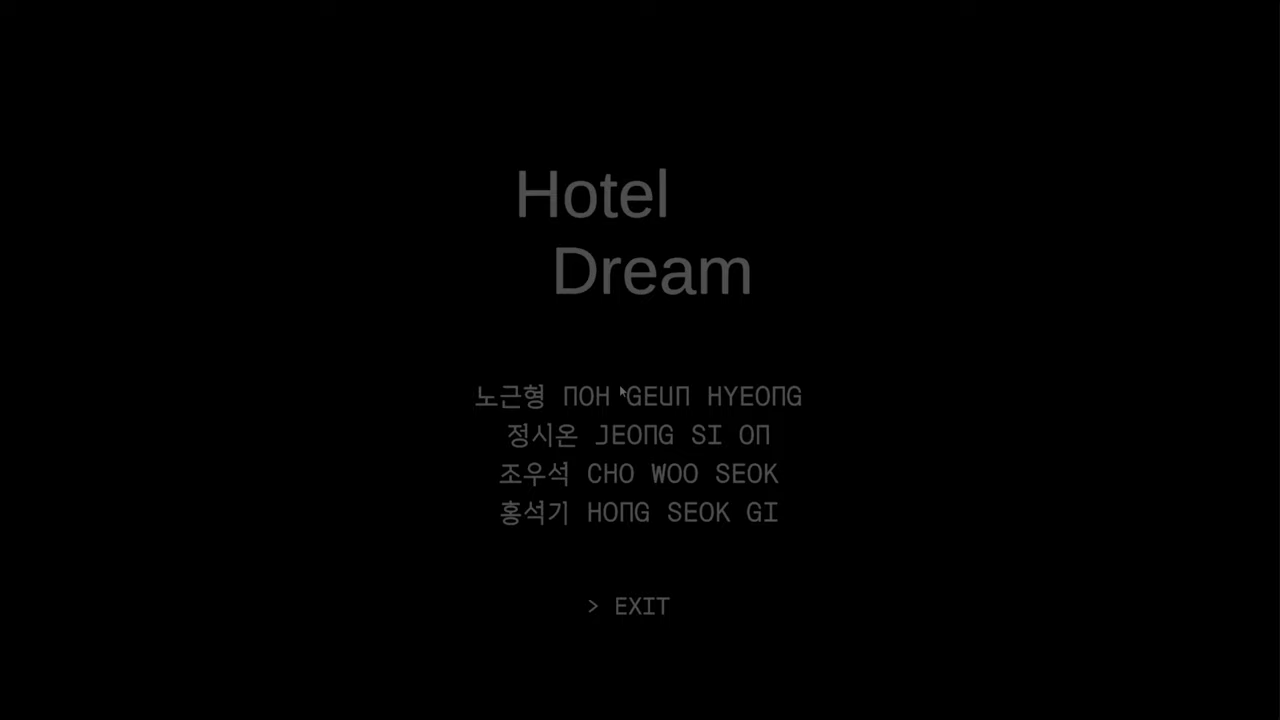 Hotel
Dream
노근형 NOH GEUN HYEONG
정시온 JEONG SI ON
조우석 CHO WOO SEOK
홍석기 HONG SEOK GI
> EXIT